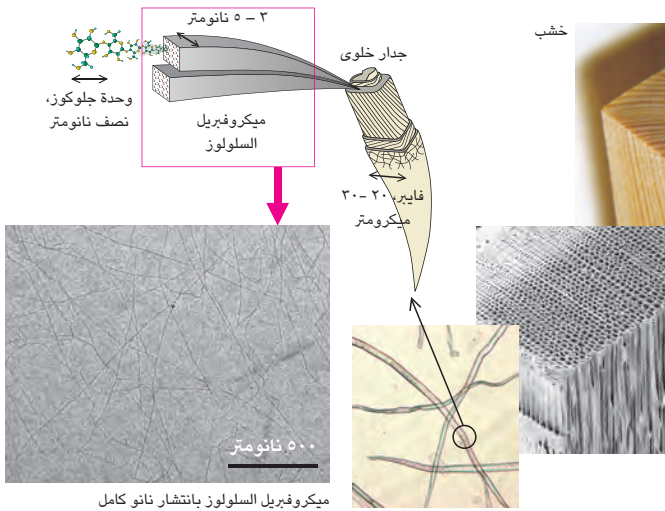 خشب
جدار خلوى
٣ - ٥ نانومتر
وحدة جلوكوز،
نصف نانومتر
ميكروفبريل
السلولوز
فايبر، ٢٠ - ٣٠
ميكرومتر
٥٠٠ نانومتر
ميكروفبريل السلولوز بانتشار نانو كامل